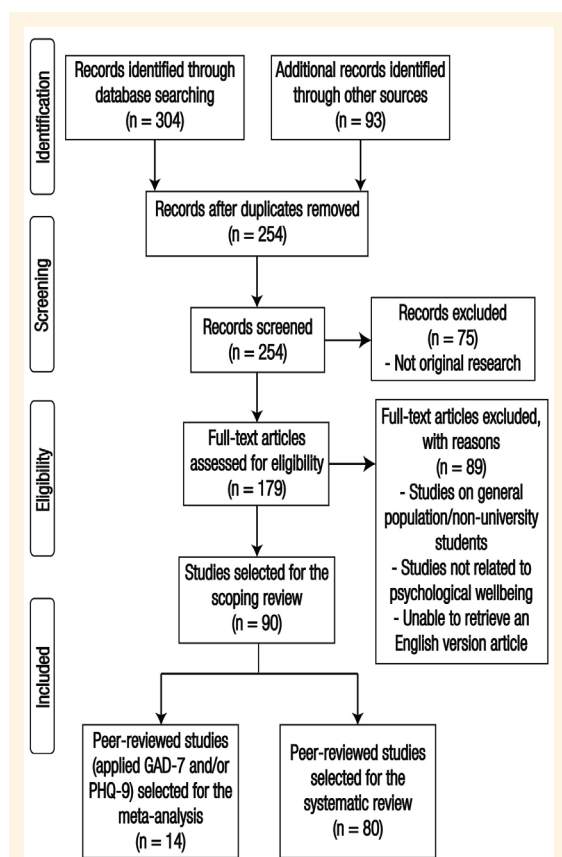 Identification
Records identified through
database searching
(n = 304)
Additional records identified
through other sources
(n = 93)
Records after duplicates removed
(n = 254)
Screening
Records screened
(n = 254)
Records excluded
(n = 75)
- Not original research
Eligibility
Full-text articles
assessed for eligibility
(n = 179)
Full-text articles excluded,
with reasons
(n = 89)
- Studies on general
population/non-university
students
- Studies not related to
psychological wellbeing
- Unable to retrieve an
English version article
Studies selected for the
scoping review
(n = 90)
Included
Peer-reviewed studies
(applied GAD-7 and/or
PHQ-9) selected for the
meta-analysis
(n = 14)
Peer-reviewed studies
selected for the
systematic review
(n = 80)